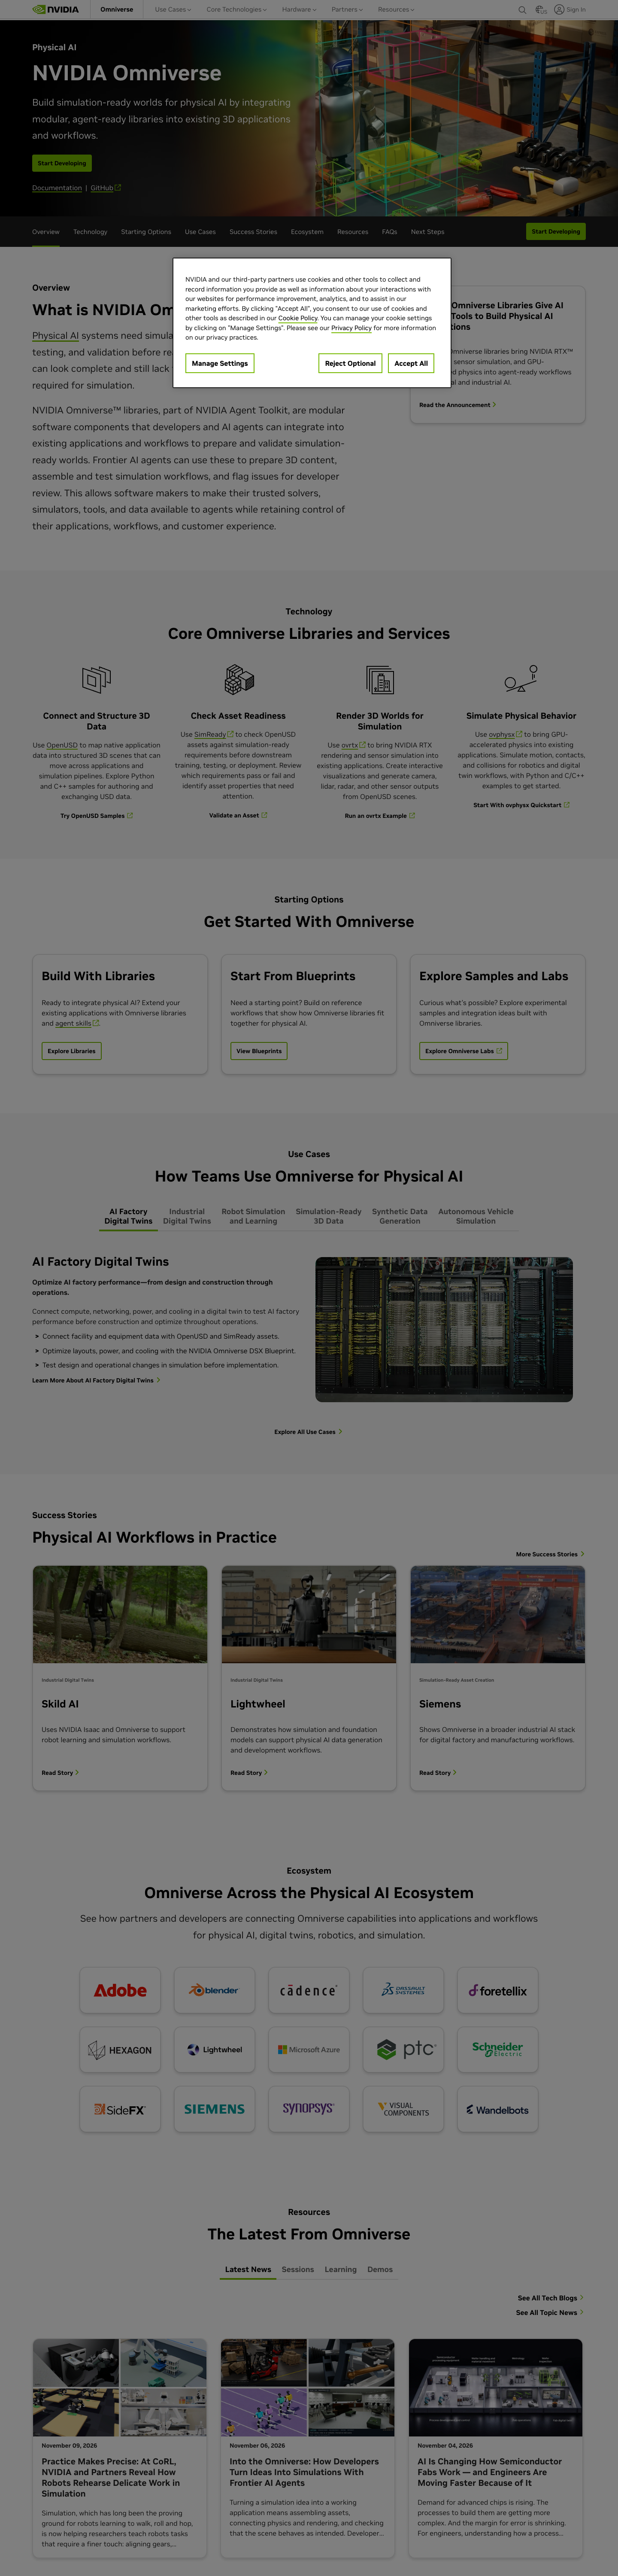 NVIDIA
Omniverse
Use Cases
Core Technologies
Hardware
Partners
Resources
Sign In
Physical AI
NVIDIA Omniverse
Build simulation-ready worlds for physical AI by integrating
modular, agent-ready libraries into existing 3D applications
and workflows.
Start Developing
Documentation | GitHub
Overview
Technology
Starting Options
Use Cases
Success Stories
Ecosystem
Resources
FAQs
Next Steps
Start Developing
NVIDIA and our third-party partners use cookies and other tools to collect and
record information you provide as well as information about your interactions with
our websites for performance improvement, analytics, and to assist in our
marketing efforts. By clicking "Accept All", you consent to our use of cookies and
other tools as described in our Cookie Policy. You can manage your cookie settings
by clicking on "Manage Settings". Please see our Privacy Policy for more information
on our privacy practices.
Manage Settings
Reject Optional
Accept All
Overview
What is NVID
Physical AI systems need simula
testing, and validation before re
can look complete and still lack
required for simulation.
NVIDIA Omniverse™ libraries, part of NVIDIA Agent Toolkit, are modular
software components that developers and AI agents can integrate into
existing applications and workflows to prepare and validate simulation-
ready worlds. Frontier AI agents can use these to prepare 3D content,
assemble and test simulation workflows, and flag issues for developer
review. This allows software makers to make their trusted solvers,
simulators, tools, and data available to agents while retaining control of
their applications, workflows, and customer experience.
Omniverse Libraries Give AI
Tools to Build Physical AI
tions
Omniverse libraries bring NVIDIA RTX™
sensor simulation, and GPU-
ed physics into agent-ready workflows
al and industrial AI.
Read the Announcement
Technology
Core Omniverse Libraries and Services
Connect and Structure 3D
Data
Use OpenUSD to map application
data into structured 3D scenes that can
move across applications and
simulation pipelines. Explore Python
and C++ samples for authoring and
exchanging USD data.
Try OpenUSD Samples
Check Asset Readiness
Use SimReady to check OpenUSD
assets against simulation-ready
requirements before downstream
training, testing, or deployment. Review
which requirements pass or fail and
identify asset properties that need
attention.
Validate an Asset
Render 3D Worlds for
Simulation
Use ovrtx to bring NVIDIA RTX
rendering and sensor simulation into
existing applications. Create interactive
visualizations and generate camera,
lidar, radar, and other sensor outputs
from OpenUSD scenes.
Run an ovrtx Example
Simulate Physical Behavior
Use ovphysx to bring GPU-
accelerated physics into existing
applications. Simulate motion, contacts,
and collisions for robotics and digital
twin workflows, with Python and C/C++
examples to get started.
Start With ovphysx Quickstart
Starting Options
Get Started With Omniverse
Build With Libraries
Ready to integrate physical AI? Extend your
existing applications with Omniverse libraries
and agent skills.
Explore Libraries
Start From Blueprints
Need a starting point? Build on reference
workflows that show how Omniverse libraries fit
together for physical AI.
View Blueprints
Explore Samples and Labs
Curious what's possible? Explore experimental
samples and integration ideas built with
Omniverse libraries.
Explore Omniverse Labs
Use Cases
How Teams Use Omniverse for Physical AI
AI Factory
Digital Twins
Industrial
Digital Twins
Robot Simulation
and Learning
Simulation-Ready
3D Data
Synthetic Data
Generation
Autonomous Vehicle
Simulation
AI Factory Digital Twins
Optimize AI factory performance—from design and construction through
operations.
Connect compute, networking, power, and cooling in a digital twin to test AI factory
performance before construction and optimize throughout operations.
Connect facility and equipment data with OpenUSD and SimReady assets.
Optimize layouts, power, and cooling with the NVIDIA Omniverse DSX Blueprint.
Test design and operational changes in simulation before implementation.
Learn More About AI Factory Digital Twins
Explore All Use Cases
Success Stories
Physical AI Workflows in Practice
More Success Stories
Industrial Digital Twins
Skild AI
Uses NVIDIA Isaac and Omniverse to support
robot learning and simulation workflows.
Read Story
Industrial Digital Twins
Lightwheel
Demonstrates how simulation and foundation
models can support physical AI data generation
and development workflows.
Read Story
Simulation-Ready Asset Creation
Siemens
Shows Omniverse in a broader industrial AI stack
for digital factory and manufacturing workflows.
Read Story
Ecosystem
Omniverse Across the Physical AI Ecosystem
See how partners and developers are connecting Omniverse capabilities into applications and workflows
for physical AI, digital twins, robotics, and simulation.
Adobe
blender
cādence
DASSAULT SYSTEMES
foretellix
HEXAGON
Lightwheel
Microsoft Azure
ptc
Schneider Electric
SideFX
SIEMENS
SYNOPSYS
VISUAL COMPONENTS
Wandelbots
Resources
The Latest From Omniverse
Latest News
Sessions
Learning
Demos
See All Tech Blogs
See All Topic News
November 09, 2026
Practice Makes Precise: At CoRL,
NVIDIA and Partners Reveal How
Robots Rehearse Delicate Work in
Simulation
Simulation, which has long been the proving
ground for robots learning to walk, roll and hop,
is now helping researchers teach robots tasks
that require a finer touch: aligning gears,...
November 06, 2026
Into the Omniverse: How Developers
Turn Ideas Into Simulations With
Frontier AI Agents
Turning a simulation idea into a working
application means assembling assets,
connecting physics and rendering, and checking
that the scene behaves as intended. Developer...
November 04, 2026
AI Is Changing How Semiconductor
Fabs Work — and Engineers Are
Moving Faster Because of It
Demand for advanced chips is rising. The
processes to build them are getting more
complex. And the margin for error is shrinking.
For engineers, understanding how a process...